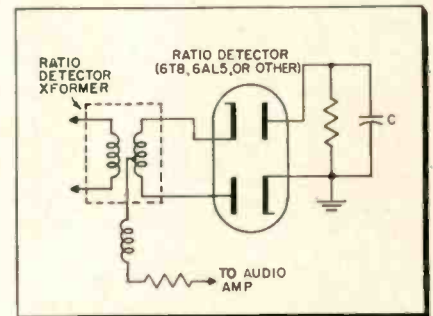 RATIO
DETECTOR
XFORMER
RATIO DETECTOR
(6T8, 6AL5, OR OTHER)
C
TO AUDIO
AMP